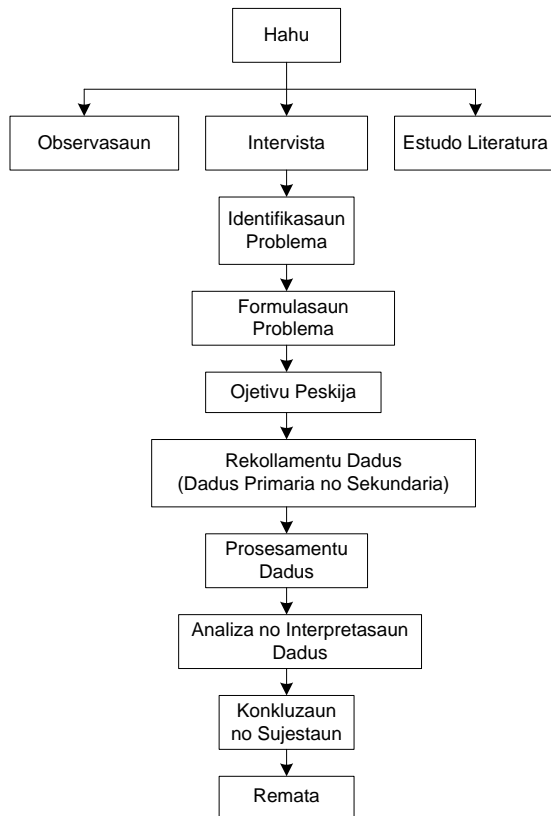 Hahu
Observasaun
Intervista
Estudo Literatura
Identifikasaun
Problema
Formulasaun
Problema
Ojetivu Peskija
Rekollamentu Dadus
(Dadus Primaria no Sekundaria)
Prosesamentu
Dadus
Analiza no Interpretasaun
Dadus
Konkluzaun
no Sujestaun
Remata